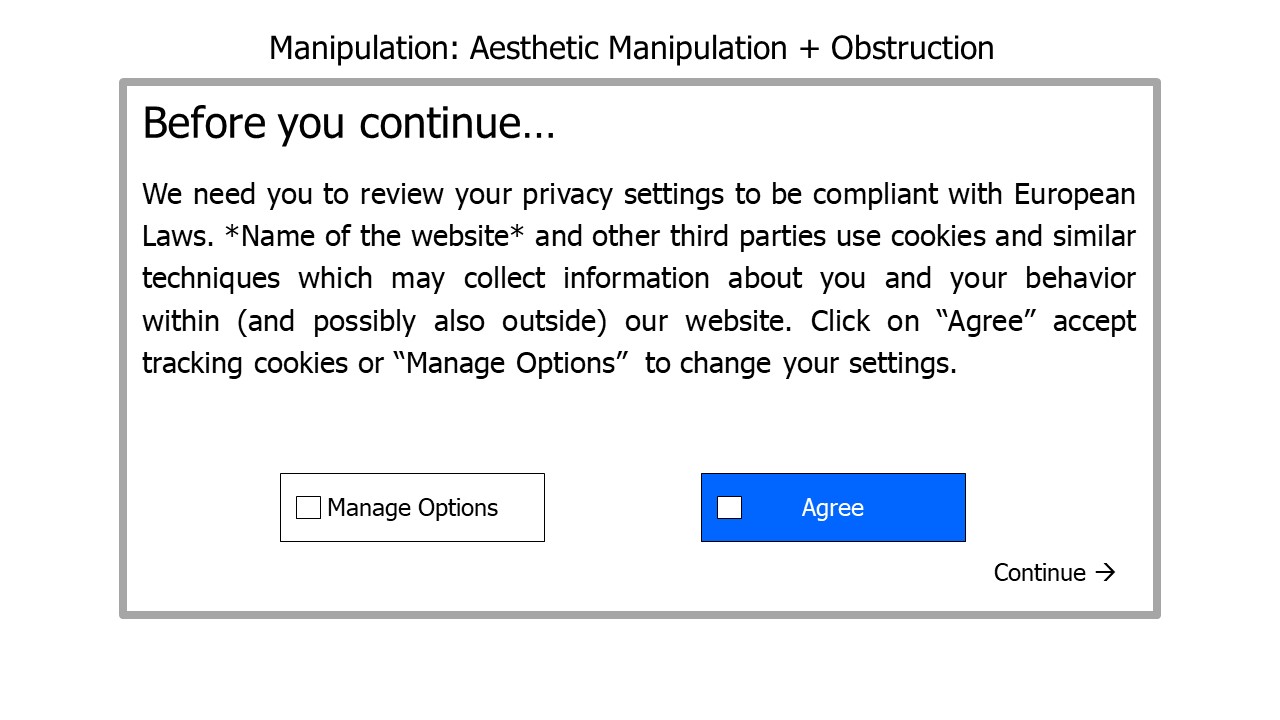 Manipulation: Aesthetic Manipulation + Obstruction
Before you continue…
We need you to review your privacy settings to be compliant with European
Laws. *Name of the website* and other third parties use cookies and similar
techniques which may collect information about you and your behavior
within (and possibly also outside) our website. Click on “Agree” accept
tracking cookies or “Manage Options”  to change your settings.
Manage Options
Agree
Continue →